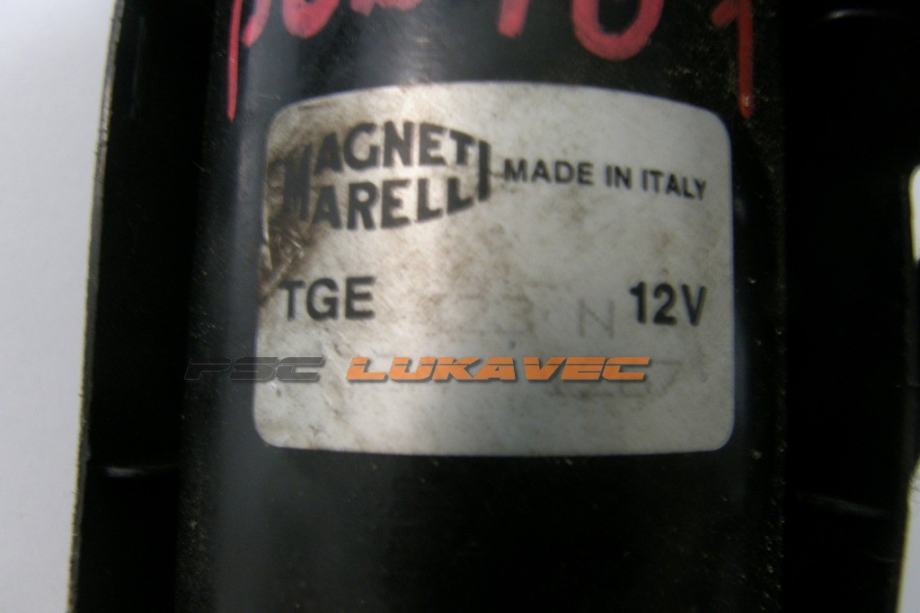 MAGNETI
MARELLI
MADE IN ITALY
TGE
N
12V
PSC LUKAVEC